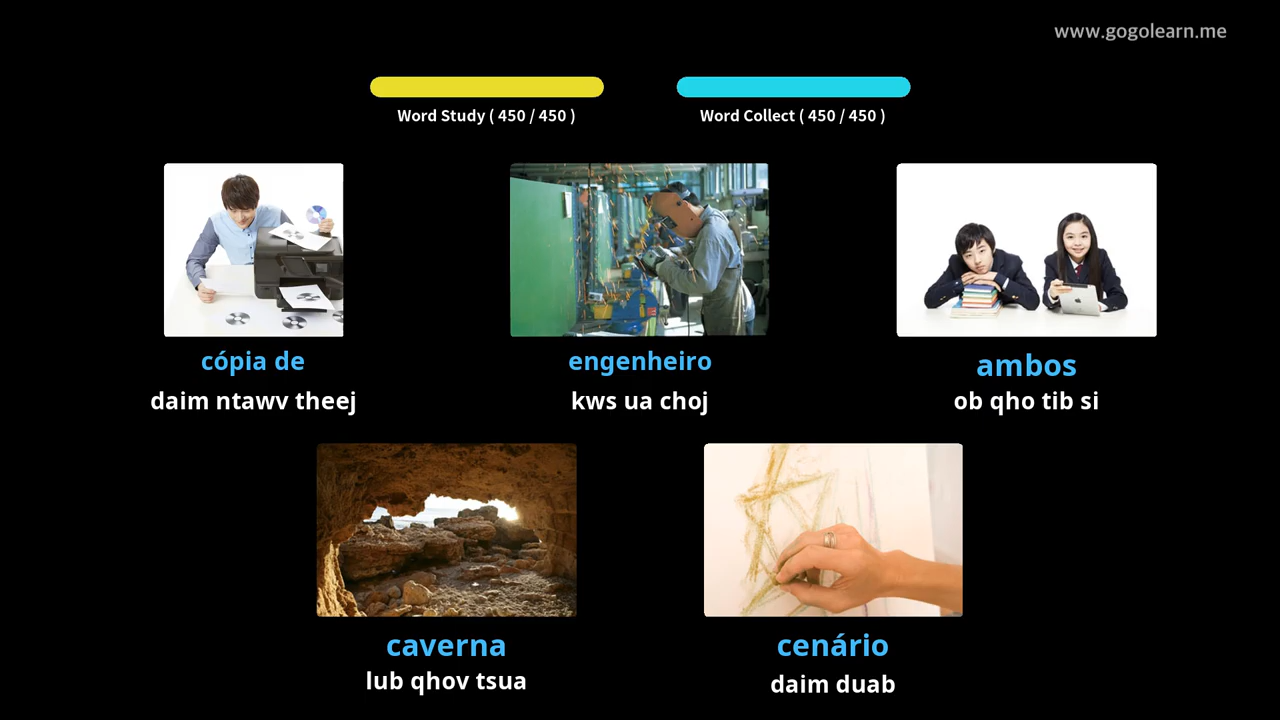 www.gogolearn.me
Word Study ( 450 / 450 )
Word Collect ( 450 / 450 )
cópia de
daim ntawv theej
engenheiro
kws ua choj
ambos
ob qho tib si
caverna
lub qhov tsua
cenário
daim duab